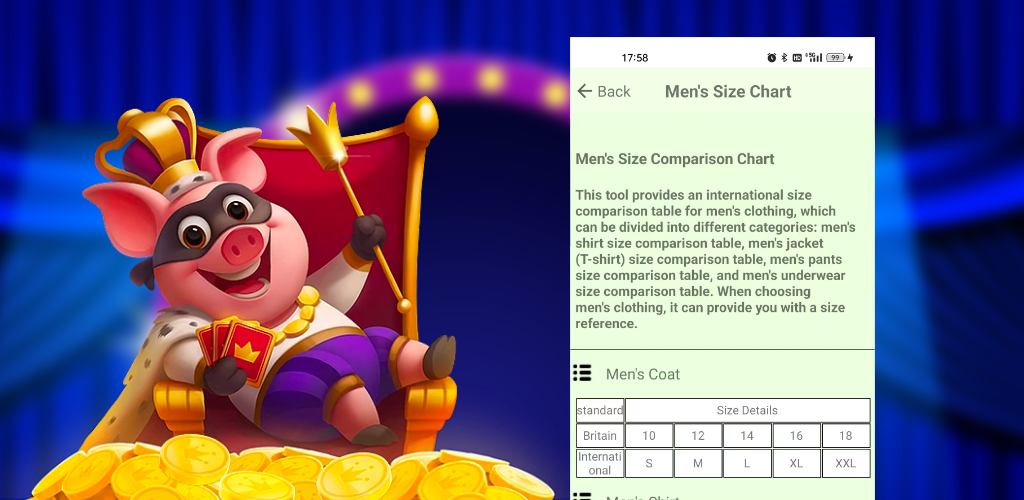 17:58
HD 5G 99
Back Men's Size Chart
Men's Size Comparison Chart
This tool provides an international size
comparison table for men's clothing, which
can be divided into different categories: men's
shirt size comparison table, men's jacket
(T-shirt) size comparison table, men's pants
size comparison table, and men's underwear
size comparison table. When choosing
men's clothing, it can provide you with a size
reference.
Men's Coat
standard Size Details
Britain 10 12 14 16 18
Internati
onal S M L XL XXL
Men's Shirt